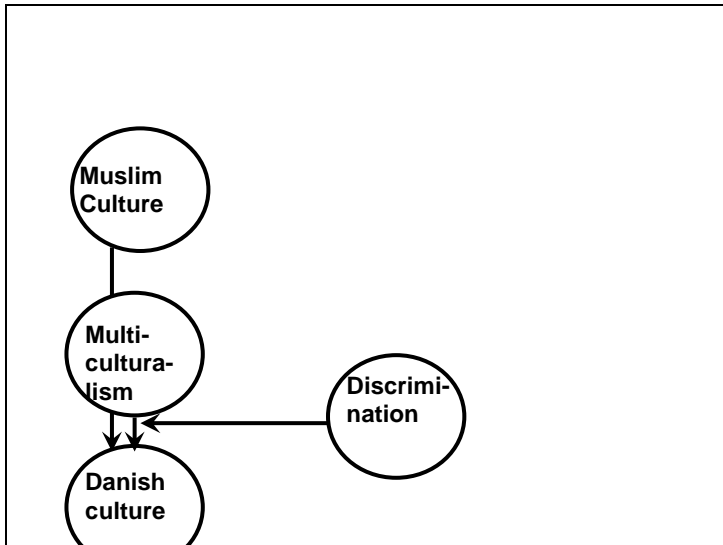 Muslim
Culture
Multi-
cultura-
lism
Discrimi-
nation
Danish
culture